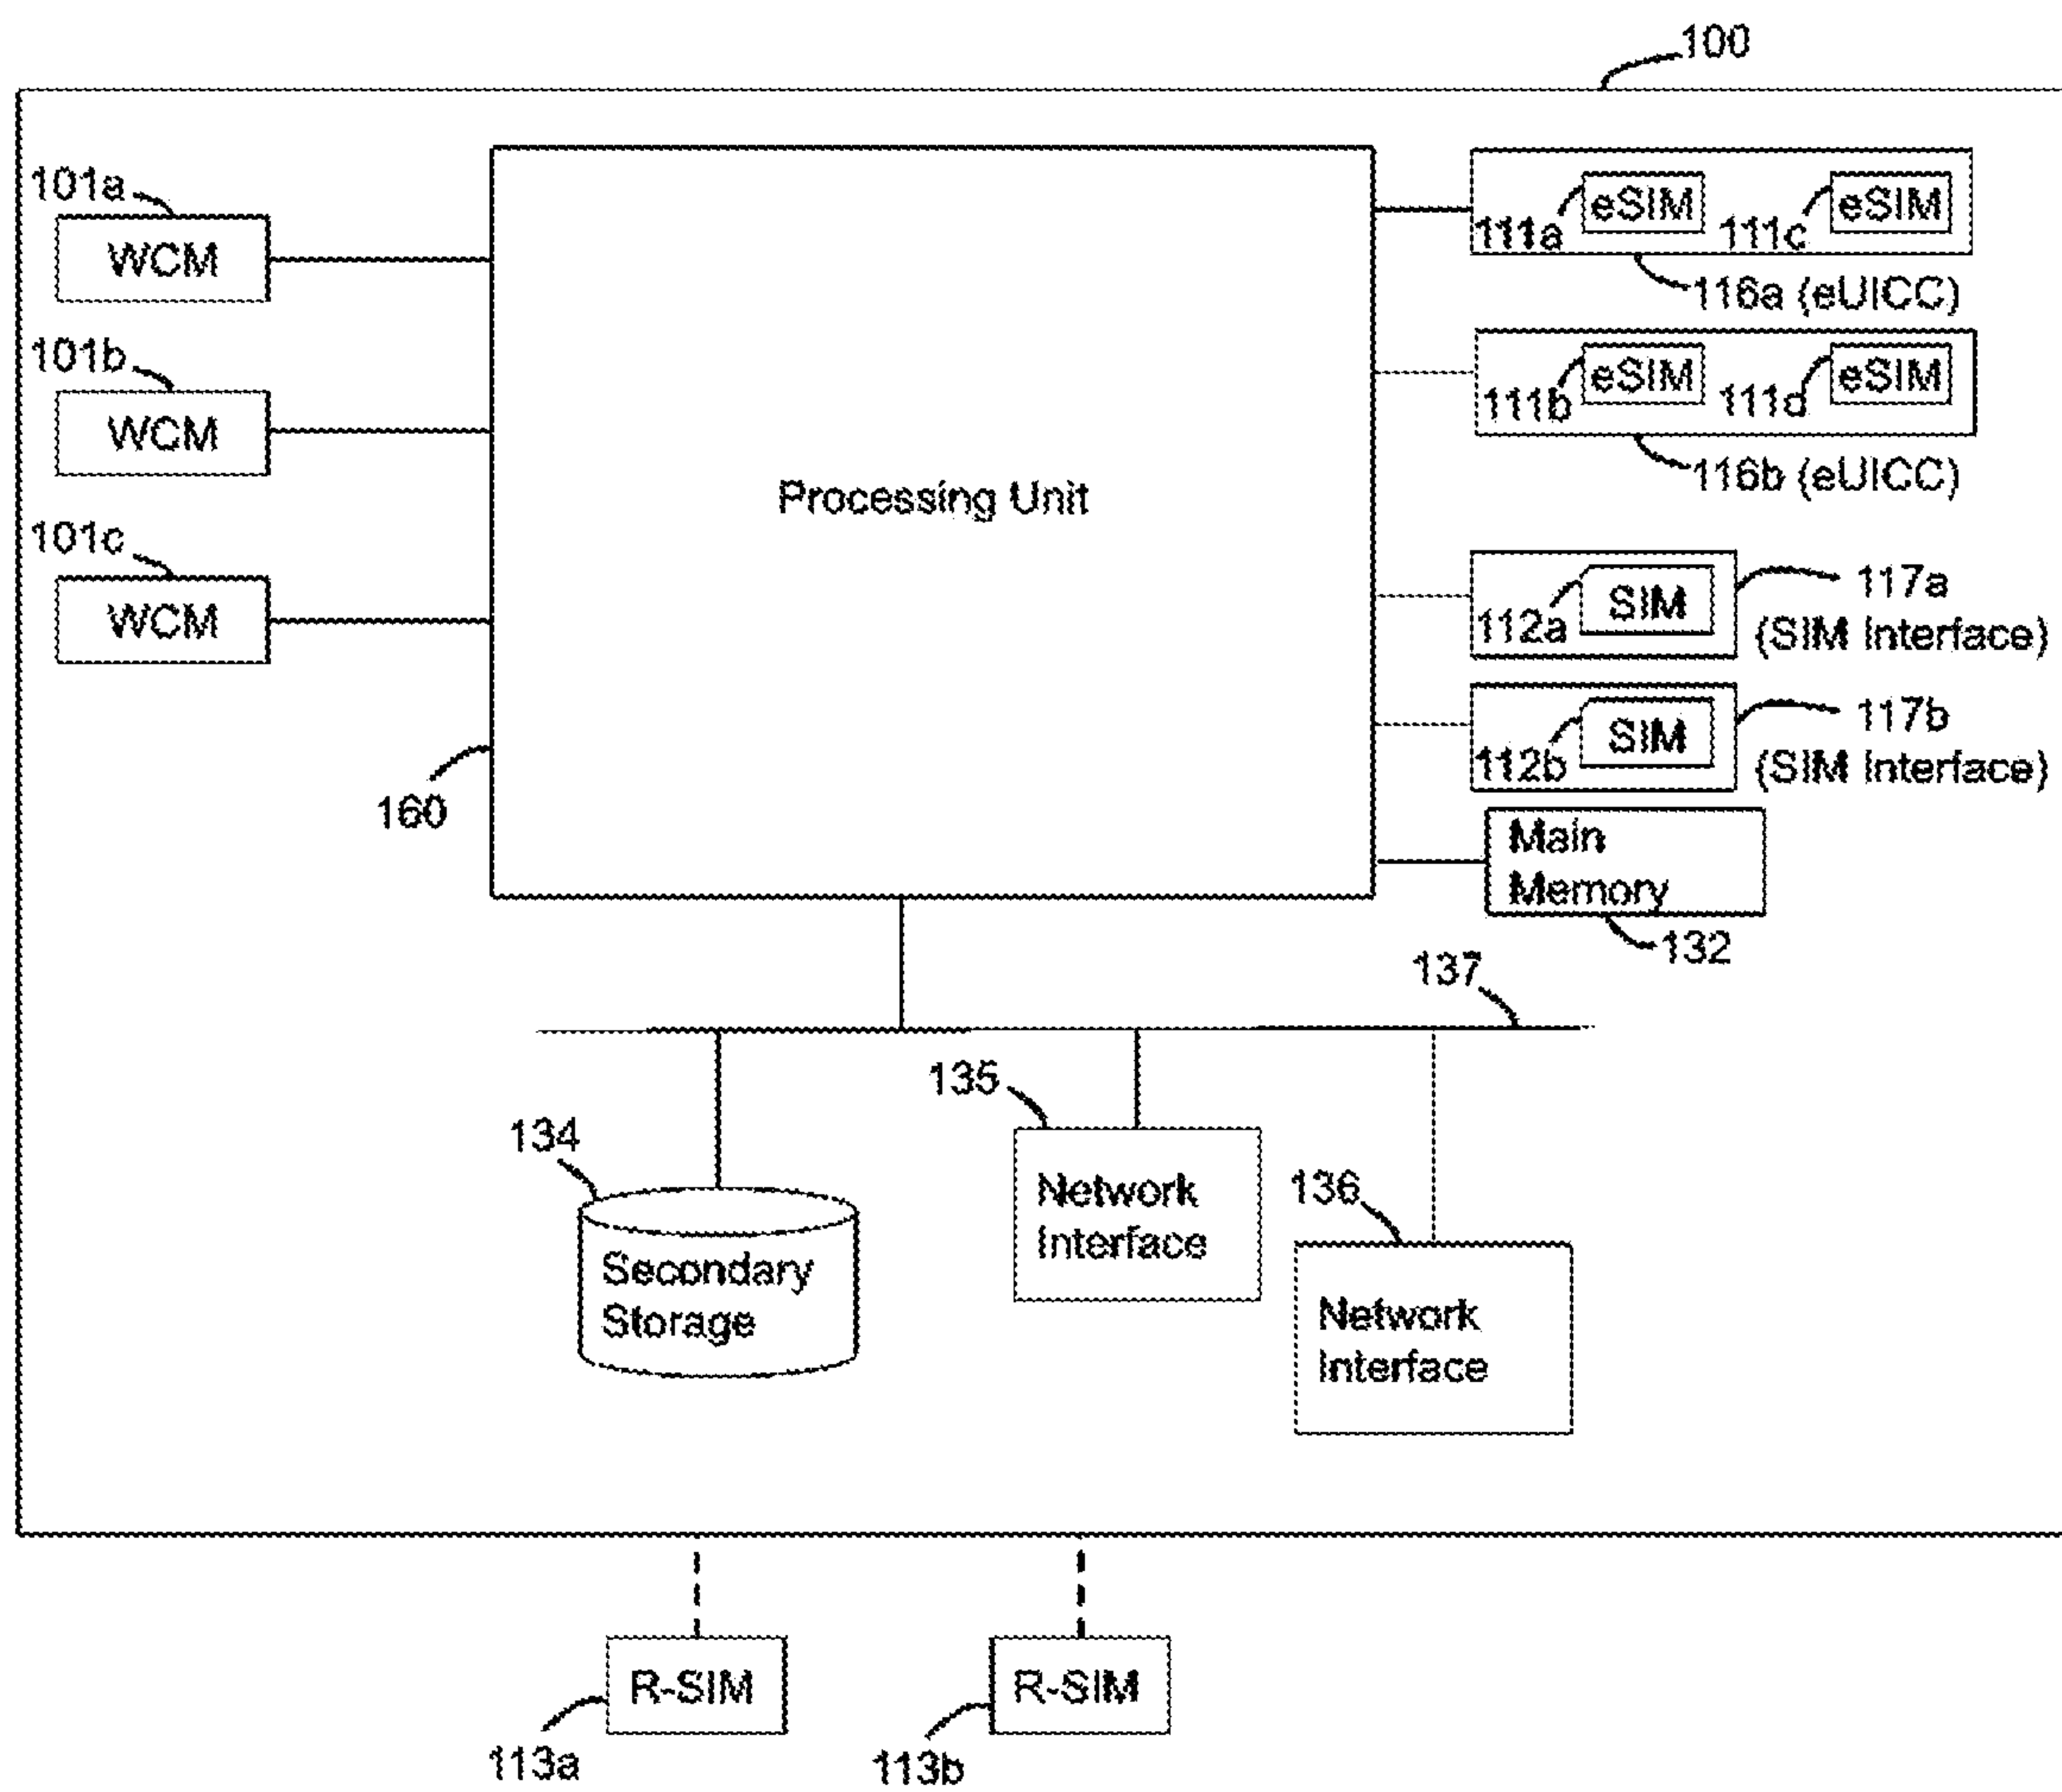 100
101a
WCM
101b
WCM
101c
WCM
Processing Unit
160
eSIM
eSIM
111a
111c
116a (eUICC)
eSIM
eSIM
111b
111d
116b (eUICC)
SIM
112a
117a
(SIM Interface)
SIM
112b
117b
(SIM Interface)
Main
Memory
132
137
135
134
Network
Interface
136
Secondary
Storage
Network
Interface
R-SIM
R-SIM
113a
113b